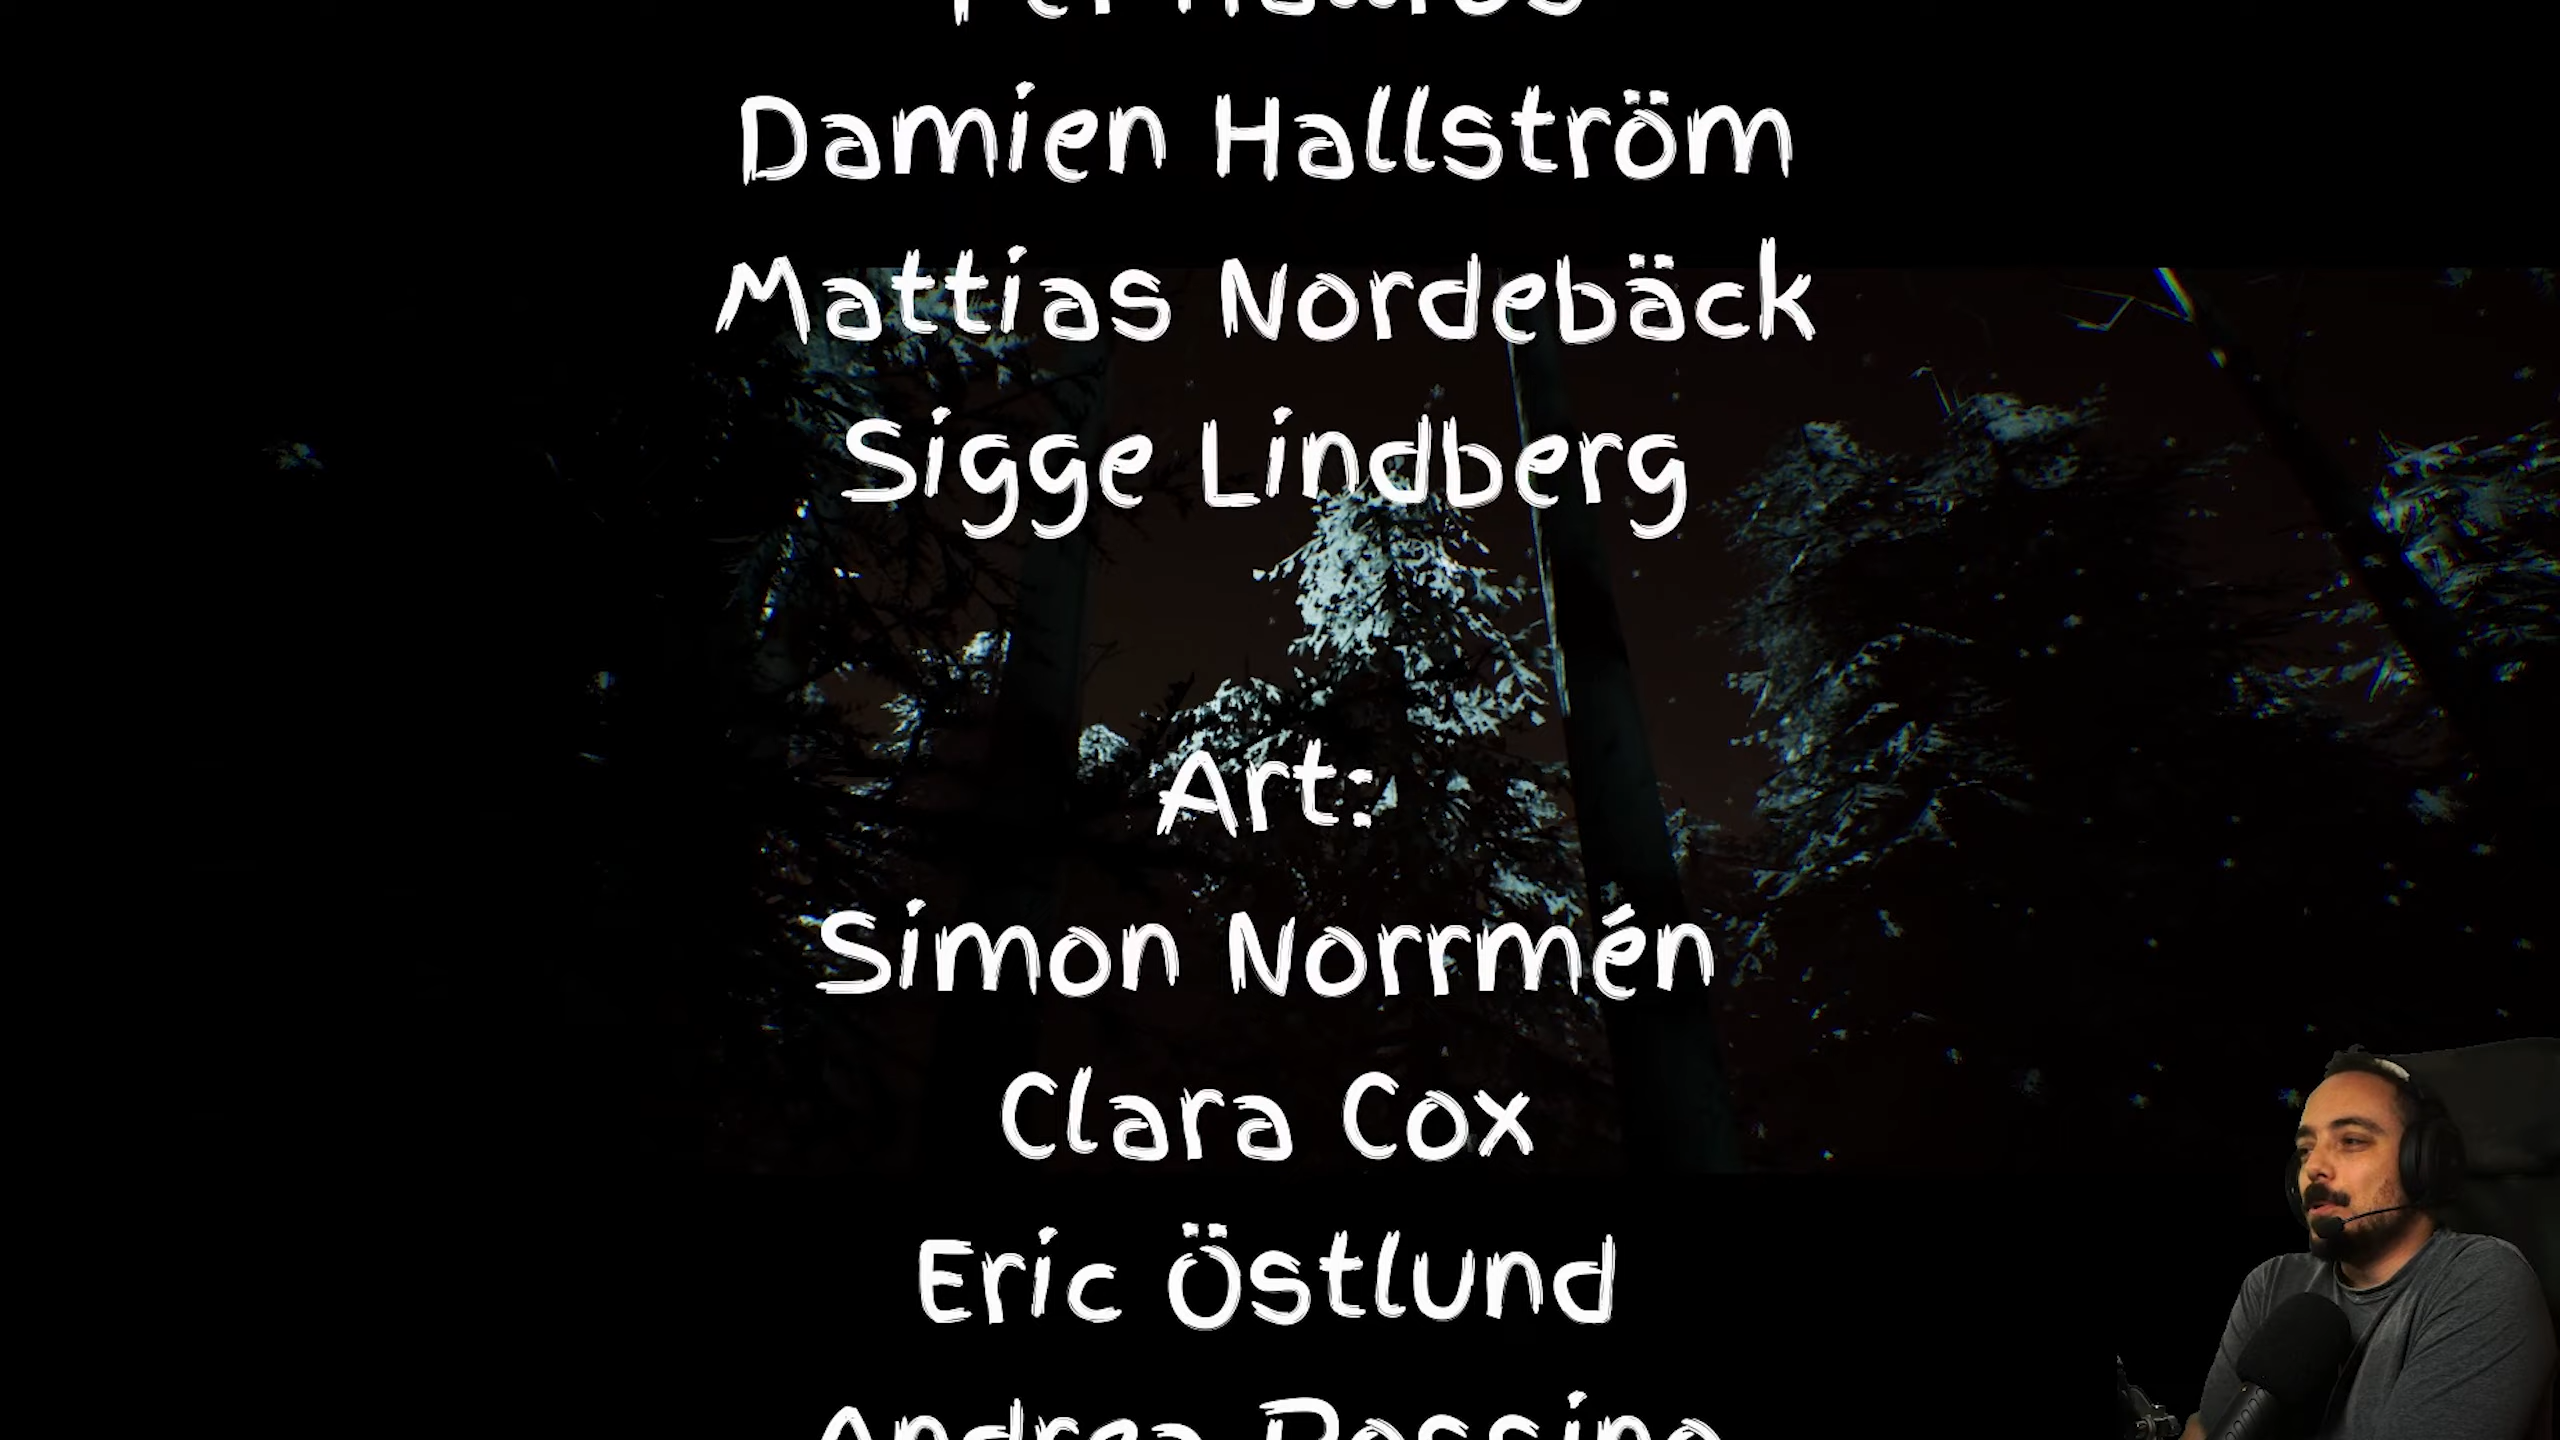 Damien Hallström
Mattias Nordebäck
Sigge Lindberg
Art:
Simon Norrmén
Clara Cox
Eric Östlund